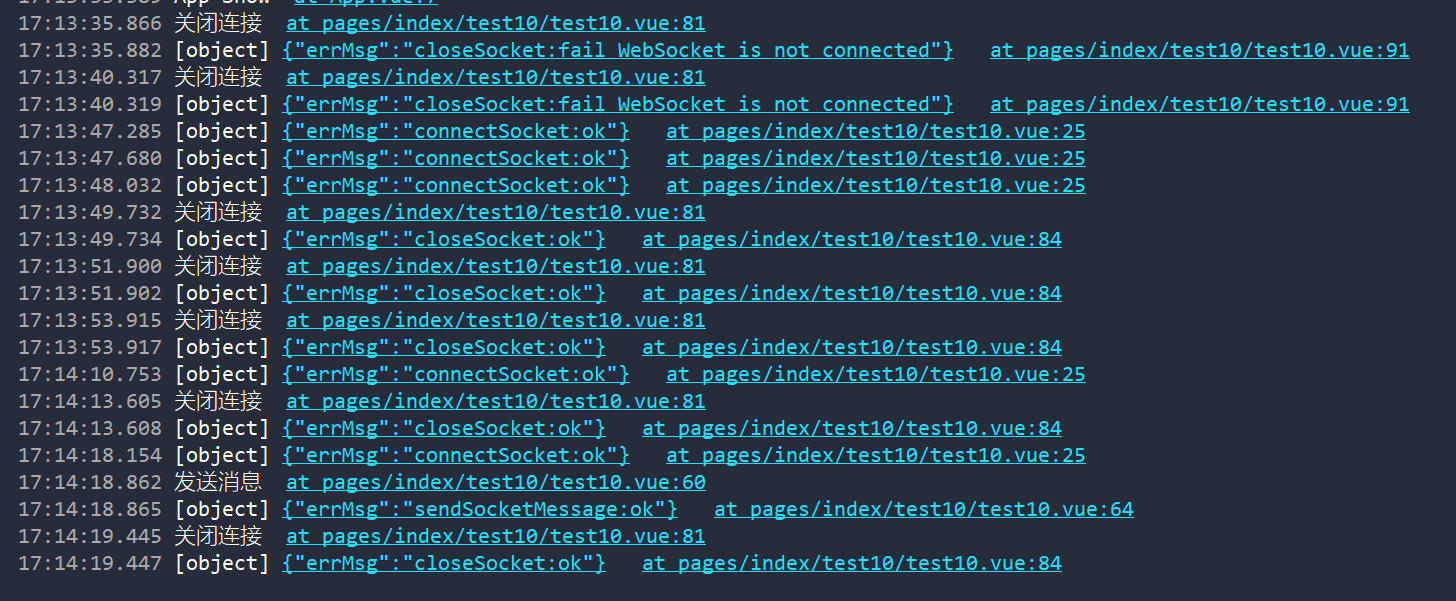 17:13:35.866 关闭连接 at pages/index/test10/test10.vue:81
17:13:35.882 [object] {"errMsg":"closeSocket:fail WebSocket is not connected"} at pages/index/test10/test10.vue:91
17:13:40.317 关闭连接 at pages/index/test10/test10.vue:81
17:13:40.319 [object] {"errMsg":"closeSocket:fail WebSocket is not connected"} at pages/index/test10/test10.vue:91
17:13:47.285 [object] {"errMsg":"connectSocket:ok"} at pages/index/test10/test10.vue:25
17:13:47.680 [object] {"errMsg":"connectSocket:ok"} at pages/index/test10/test10.vue:25
17:13:48.032 [object] {"errMsg":"connectSocket:ok"} at pages/index/test10/test10.vue:25
17:13:49.732 关闭连接 at pages/index/test10/test10.vue:81
17:13:49.734 [object] {"errMsg":"closeSocket:ok"} at pages/index/test10/test10.vue:84
17:13:51.900 关闭连接 at pages/index/test10/test10.vue:81
17:13:51.902 [object] {"errMsg":"closeSocket:ok"} at pages/index/test10/test10.vue:84
17:13:53.915 关闭连接 at pages/index/test10/test10.vue:81
17:13:53.917 [object] {"errMsg":"closeSocket:ok"} at pages/index/test10/test10.vue:84
17:14:10.753 [object] {"errMsg":"connectSocket:ok"} at pages/index/test10/test10.vue:25
17:14:13.605 关闭连接 at pages/index/test10/test10.vue:81
17:14:13.608 [object] {"errMsg":"closeSocket:ok"} at pages/index/test10/test10.vue:84
17:14:18.154 [object] {"errMsg":"connectSocket:ok"} at pages/index/test10/test10.vue:25
17:14:18.862 发送消息 at pages/index/test10/test10.vue:60
17:14:18.865 [object] {"errMsg":"sendSocketMessage:ok"} at pages/index/test10/test10.vue:64
17:14:19.445 关闭连接 at pages/index/test10/test10.vue:81
17:14:19.447 [object] {"errMsg":"closeSocket:ok"} at pages/index/test10/test10.vue:84